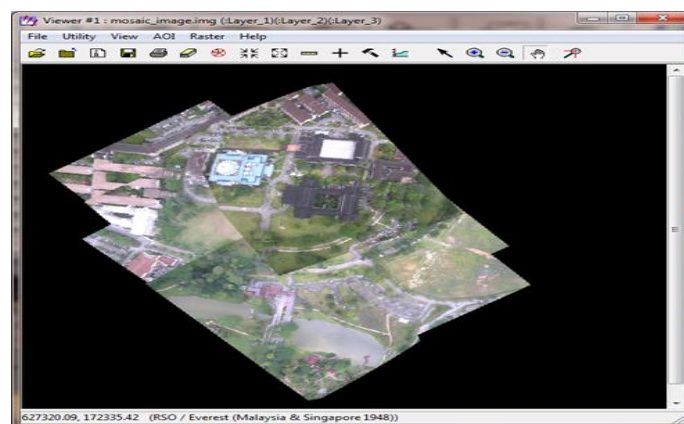 Viewer #1 : mosaic_image.img (:Layer_1)(:Layer_2)(:Layer_3)
File Utility View AOI Raster Help
627320.09, 172335.42 (RSO / Everest (Malaysia & Singapore 1948))